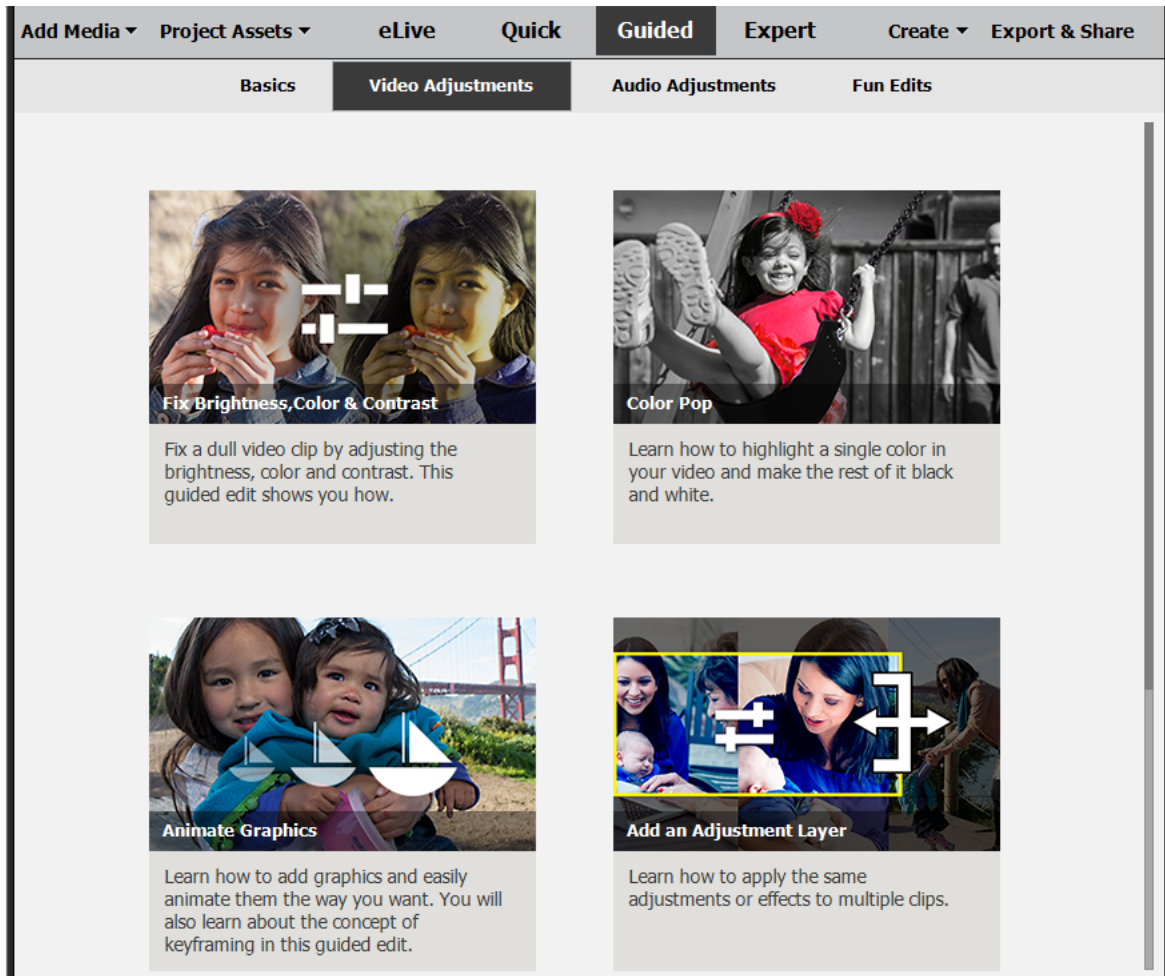 Add Media Project Assets eLive Quick Guided Expert Create Export & Share
Basics Video Adjustments Audio Adjustments Fun Edits
Fix Brightness,Color & Contrast
Fix a dull video clip by adjusting the
brightness, color and contrast. This
guided edit shows you how.
Color Pop
Learn how to highlight a single color in
your video and make the rest of it black
and white.
Animate Graphics
Learn how to add graphics and easily
animate them the way you want. You will
also learn about the concept of
keyframing in this guided edit.
Add an Adjustment Layer
Learn how to apply the same
adjustments or effects to multiple clips.